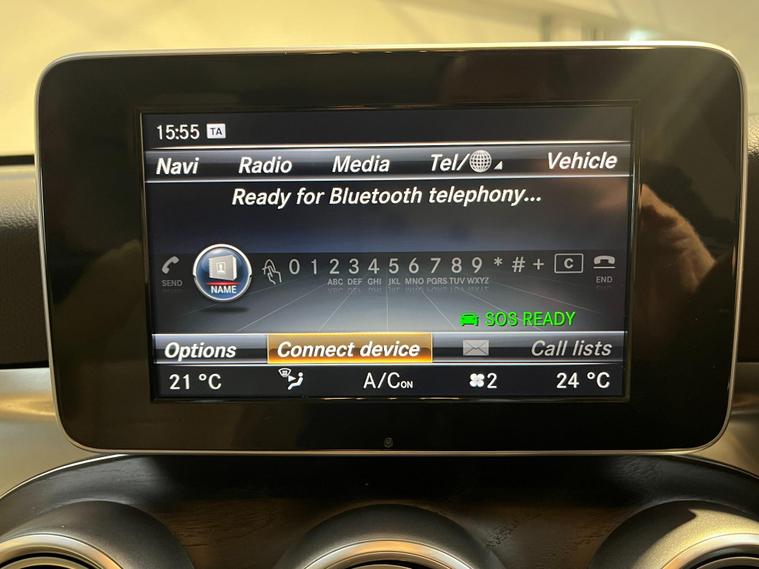 15:55 TA
Navi Radio Media Tel/ Vehicle
Ready for Bluetooth telephony...
SEND NAME 0 1 2 3 4 5 6 7 8 9 * # + C END
ABC DEF GHI JKL MNO PQRS TUV WXYZ
SOS READY
Options Connect device Call lists
21 °C A/C ON 2 24 °C